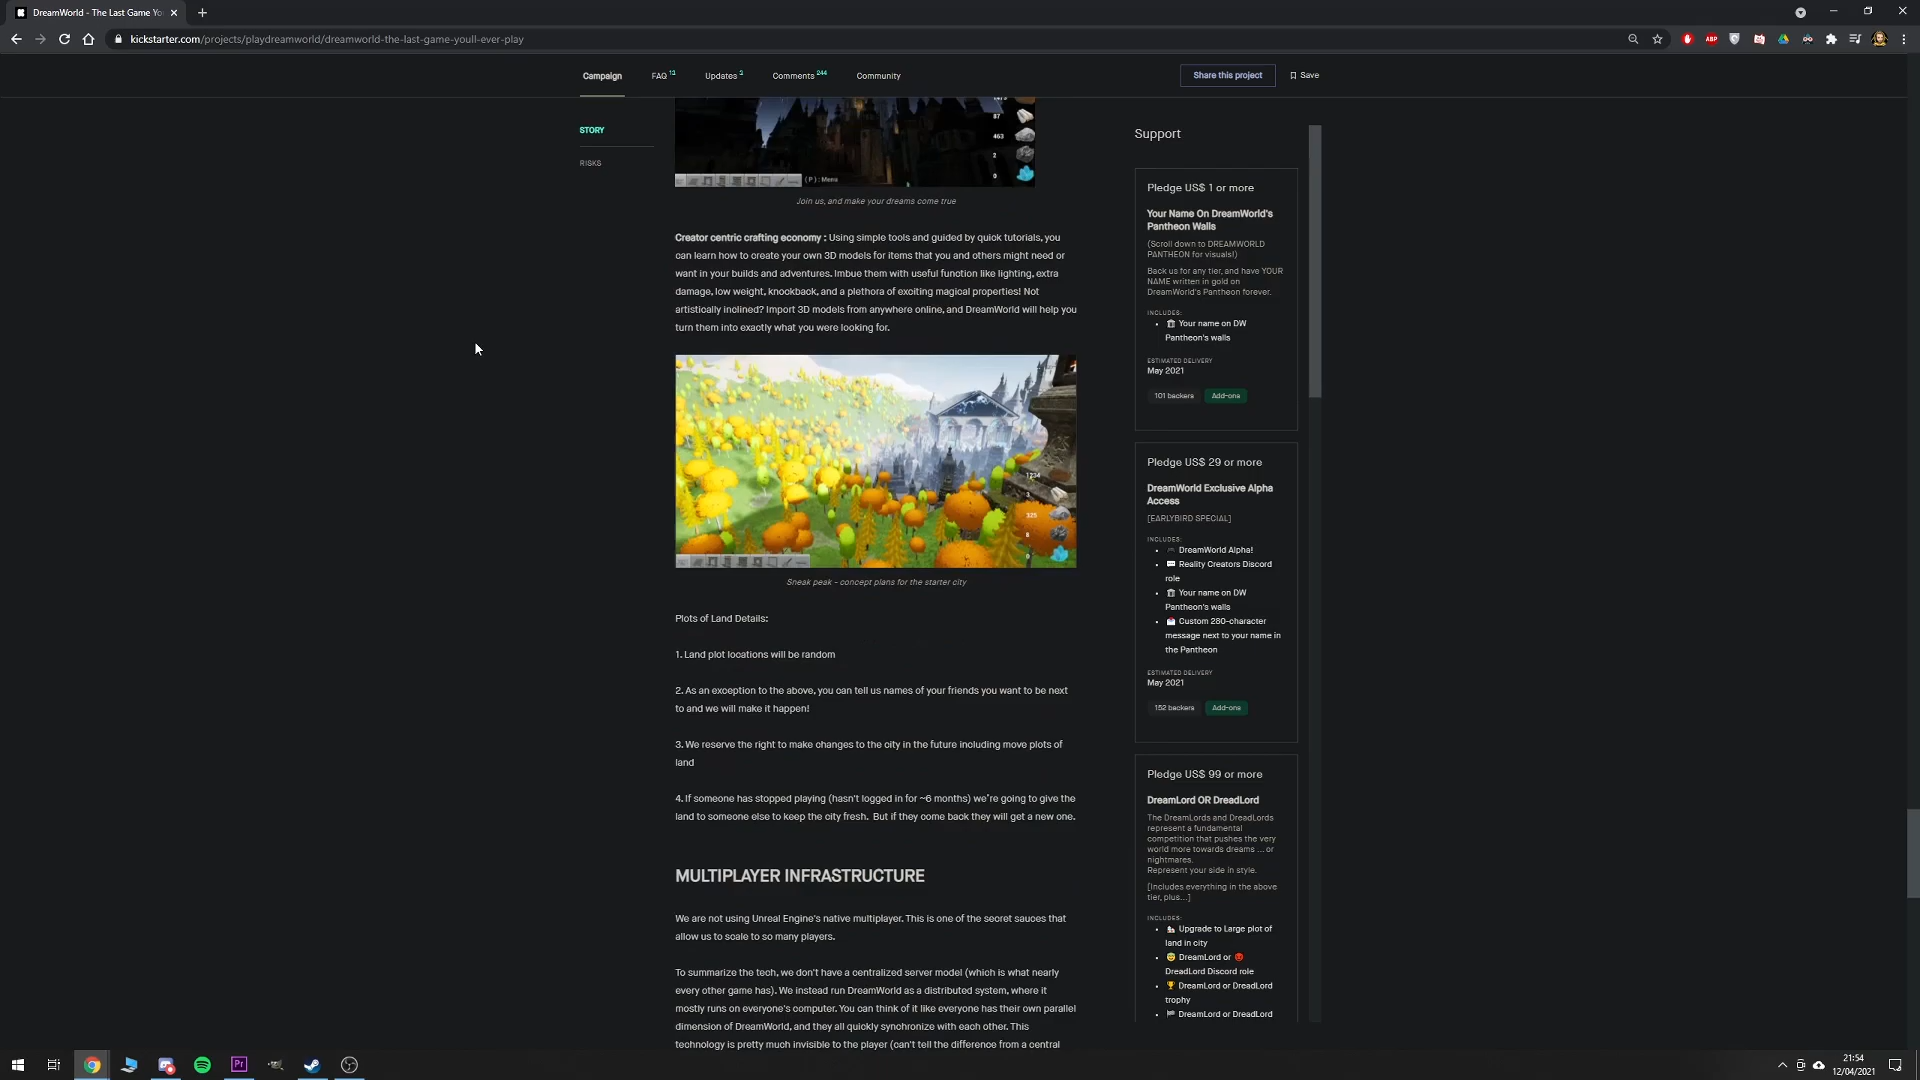 DreamWorld - The Last Game Yo
kickstarter.com/projects/playdreamworld/dreamworld-the-last-game-youll-ever-play
Campaign
FAQ 13
Updates 3
Comments 244
Community
Share this project
Save
STORY
RISKS
87
463
2
0
(P) : Menu
Join us, and make your dreams come true
Creator centric crafting economy : Using simple tools and guided by quick tutorials, you
can learn how to create your own 3D models for items that you and others might need or
want in your builds and adventures. Imbue them with useful function like lighting, extra
damage, low weight, knockback, and a plethora of exciting magical properties! Not
artistically inclined? Import 3D models from anywhere online, and DreamWorld will help you
turn them into exactly what you were looking for.
1234
3
325
8
0
Sneak peak - concept plans for the starter city
Plots of Land Details:
1. Land plot locations will be random
2. As an exception to the above, you can tell us names of your friends you want to be next
to and we will make it happen!
3. We reserve the right to make changes to the city in the future including move plots of
land
4. If someone has stopped playing (hasn't logged in for ~6 months) we're going to give the
land to someone else to keep the city fresh. But if they come back they will get a new one.
MULTIPLAYER INFRASTRUCTURE
We are not using Unreal Engine's native multiplayer. This is one of the secret sauces that
allow us to scale to so many players.
To summarize the tech, we don't have a centralized server model (which is what nearly
every other game has). We instead run DreamWorld as a distributed system, where it
mostly runs on everyone's computer. You can think of it like everyone has their own parallel
dimension of DreamWorld, and they all quickly synchronize with each other. This
technology is pretty much invisible to the player (can't tell the difference from a central
Support
Pledge US$ 1 or more
Your Name On DreamWorld's
Pantheon Walls
(Scroll down to DREAMWORLD
PANTHEON for visuals!)
Back us for any tier, and have YOUR
NAME written in gold on
DreamWorld's Pantheon forever.
INCLUDES:
Your name on DW
Pantheon's walls
ESTIMATED DELIVERY
May 2021
101 backers
Add-ons
Pledge US$ 29 or more
DreamWorld Exclusive Alpha
Access
[EARLYBIRD SPECIAL]
INCLUDES:
DreamWorld Alpha!
Reality Creators Discord
role
Your name on DW
Pantheon's walls
Custom 280-character
message next to your name in
the Pantheon
ESTIMATED DELIVERY
May 2021
152 backers
Add-ons
Pledge US$ 99 or more
DreamLord OR DreadLord
The DreamLords and DreadLords
represent a fundamental
competition that pushes the very
world more towards dreams ... or
nightmares.
Represent your side in style.
[Includes everything in the above
tier, plus...]
INCLUDES:
Upgrade to Large plot of
land in city
DreamLord or
DreadLord Discord role
DreamLord or DreadLord
trophy
DreamLord or DreadLord
ABP
Pr
21:54
12/04/2021